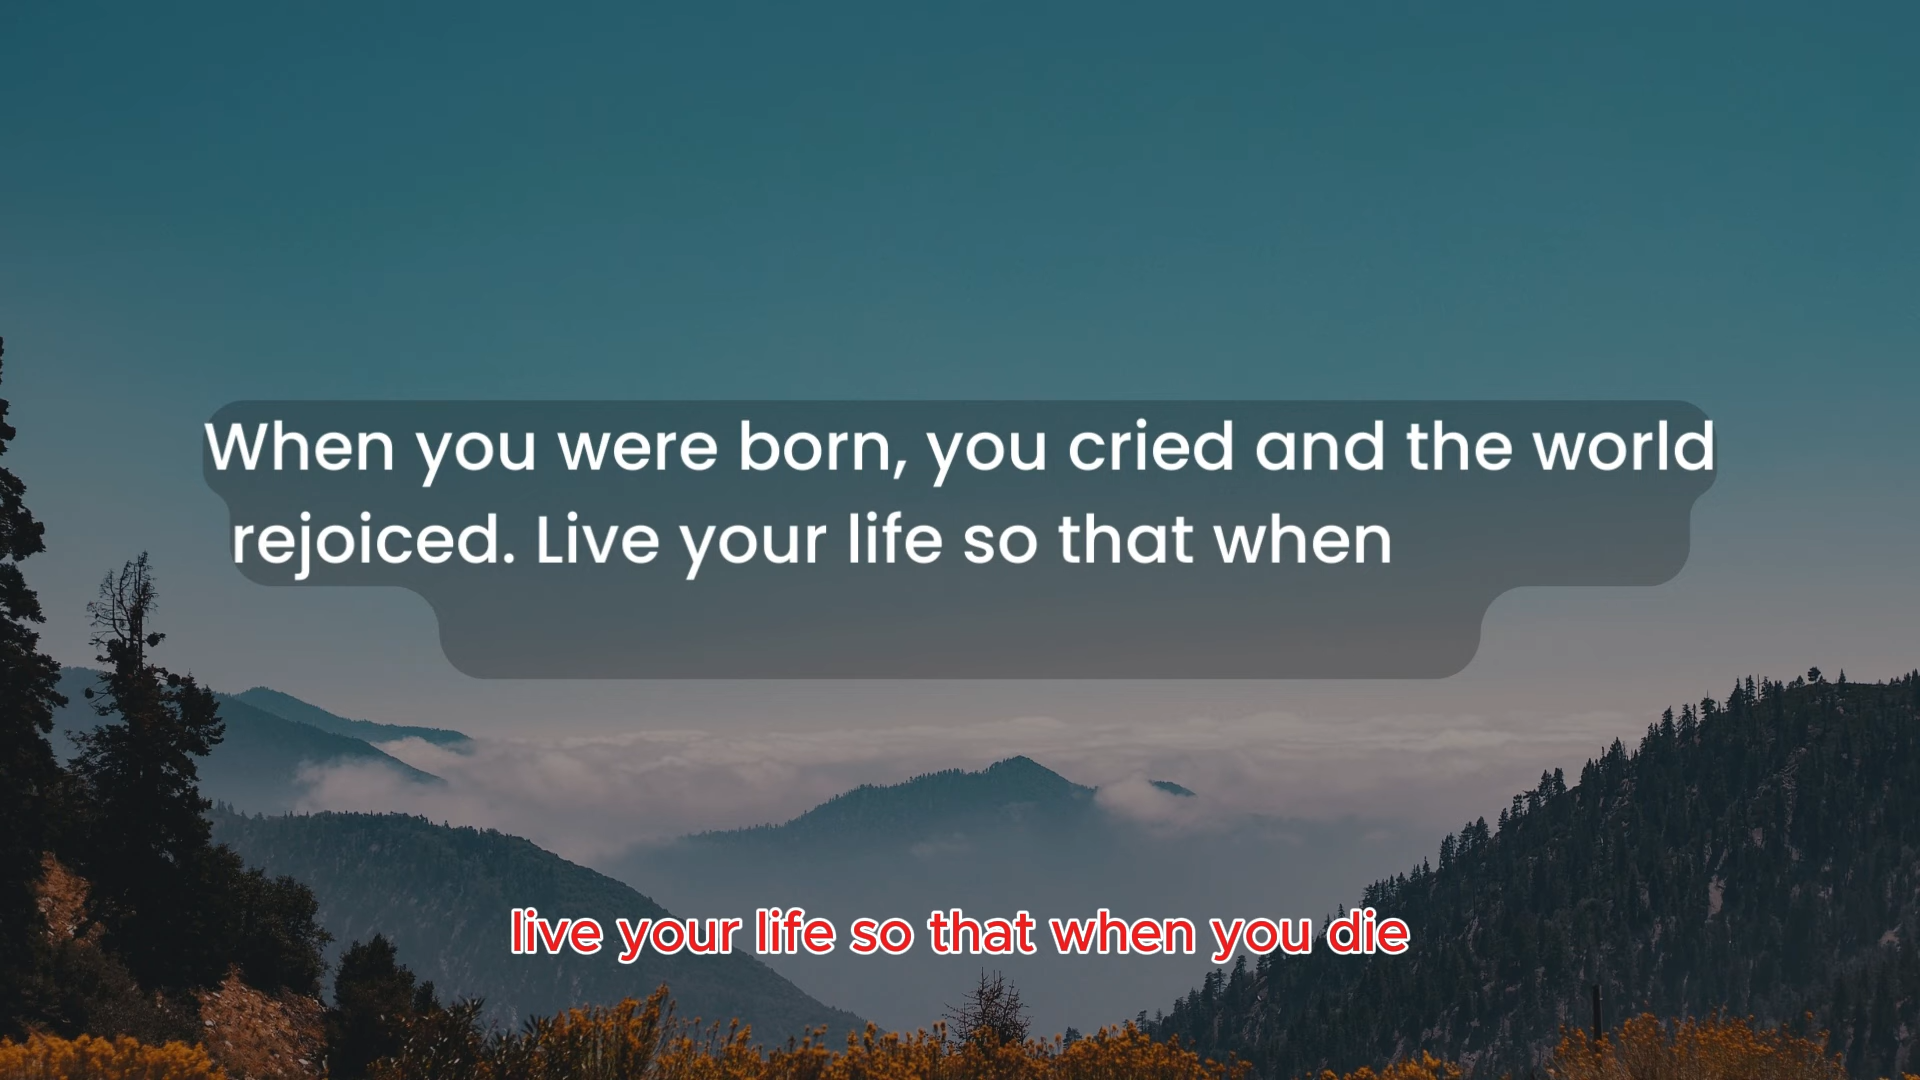 When you were born, you cried and the world
rejoiced. Live your life so that when
live your life so that when you die